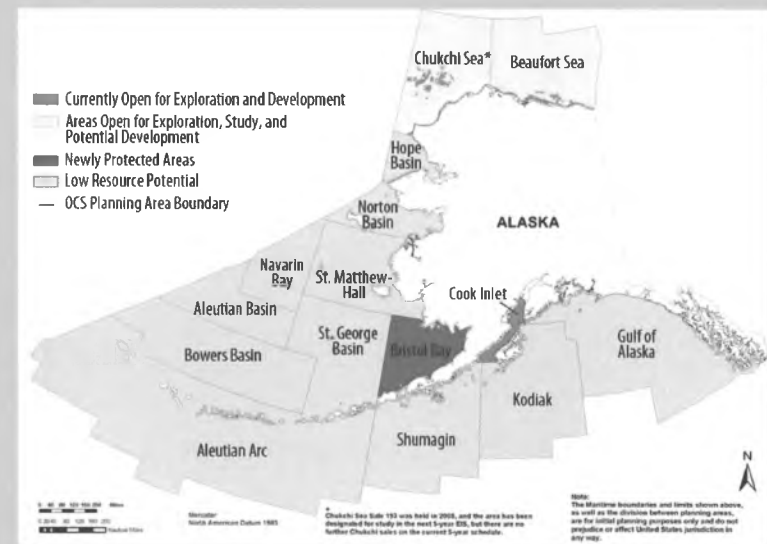 Chukchi Sea*
Beaufort Sea
Currently Open for Exploration and Development
Areas Open for Exploration, Study, and
Potential Development
Newly Protected Areas
Low Resource Potential
OCS Planning Area Boundary
Hope
Basin
Norton
Basin
ALASKA
Navarin
Bay
St. Matthew-
Hall
Cook Inlet
Aleutian Basin
St. George
Basin
Bristol Bay
Gulf of
Alaska
Bowers Basin
Kodiak
Shumagin
Aleutian Arc
N
Miles
Nautical Miles
Mercator
North American Datum 1983
*
Chukchi Sea Sale 193 was held in 2008, and the area has been
designated for study in the next 5-year EIS, but there are no
further Chukchi sales on the current 5-year schedule.
Note:
The Maritime boundaries and limits shown above,
as well as the division between planning areas,
are for initial planning purposes only and do not
prejudice or affect United States jurisdiction in
any way.